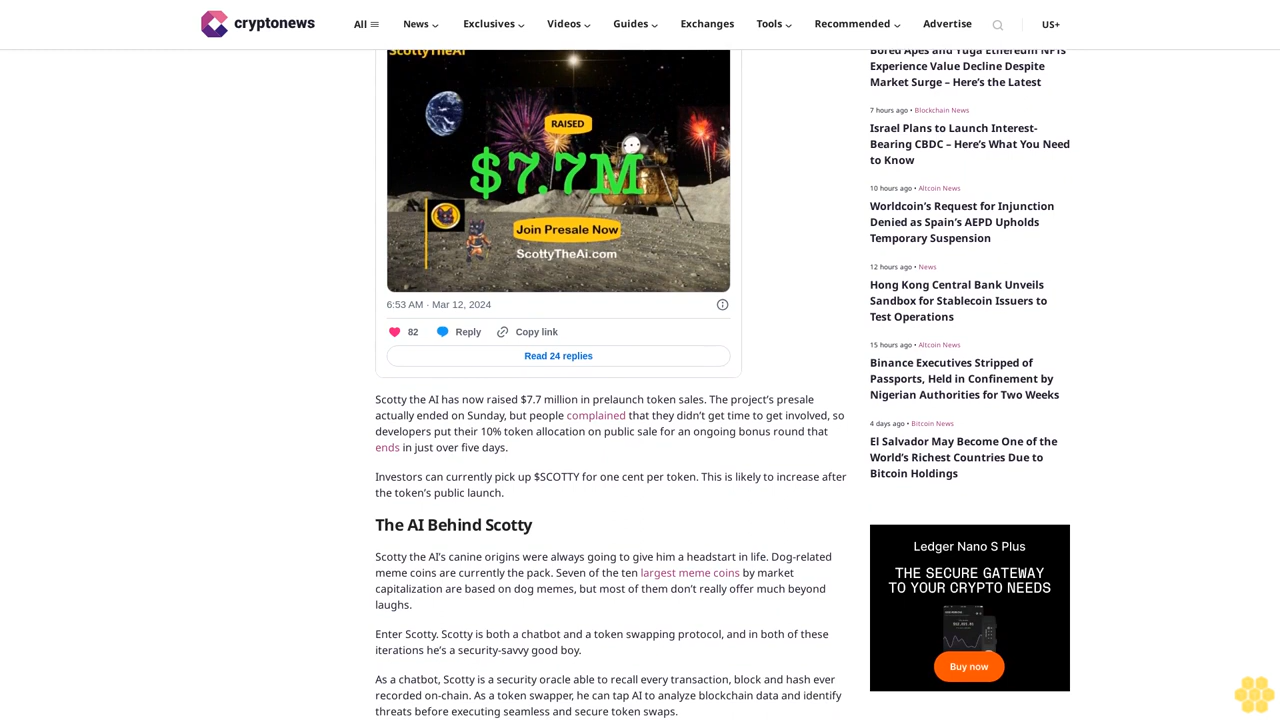 cryptonews
All
News
Exclusives
Videos
Guides
Exchanges
Tools
Recommended
Advertise
US+
ScottyTheAI
RAISED
$7.7M
Join Presale Now
ScottyTheAi.com
6:53 AM · Mar 12, 2024
82
Reply
Copy link
Read 24 replies
Scotty the AI has now raised $7.7 million in prelaunch token sales. The project’s presale
actually ended on Sunday, but people complained that they didn’t get time to get involved, so
developers put their 10% token allocation on public sale for an ongoing bonus round that
ends in just over five days.
Investors can currently pick up $SCOTTY for one cent per token. This is likely to increase after
the token’s public launch.
The AI Behind Scotty
Scotty the AI’s canine origins were always going to give him a headstart in life. Dog-related
meme coins are currently the pack. Seven of the ten largest meme coins by market
capitalization are based on dog memes, but most of them don’t really offer much beyond
laughs.
Enter Scotty. Scotty is both a chatbot and a token swapping protocol, and in both of these
iterations he’s a security-savvy good boy.
As a chatbot, Scotty is a security oracle able to recall every transaction, block and hash ever
recorded on-chain. As a token swapper, he can tap AI to analyze blockchain data and identify
threats before executing seamless and secure token swaps.
Bored Apes and Yuga Ethereum NFTs
Experience Value Decline Despite
Market Surge – Here’s the Latest
7 hours ago • Blockchain News
Israel Plans to Launch Interest-
Bearing CBDC – Here’s What You Need
to Know
10 hours ago • Altcoin News
Worldcoin’s Request for Injunction
Denied as Spain’s AEPD Upholds
Temporary Suspension
12 hours ago • News
Hong Kong Central Bank Unveils
Sandbox for Stablecoin Issuers to
Test Operations
15 hours ago • Altcoin News
Binance Executives Stripped of
Passports, Held in Confinement by
Nigerian Authorities for Two Weeks
4 days ago • Bitcoin News
El Salvador May Become One of the
World’s Richest Countries Due to
Bitcoin Holdings
Ledger Nano S Plus
THE SECURE GATEWAY
TO YOUR CRYPTO NEEDS
Buy now